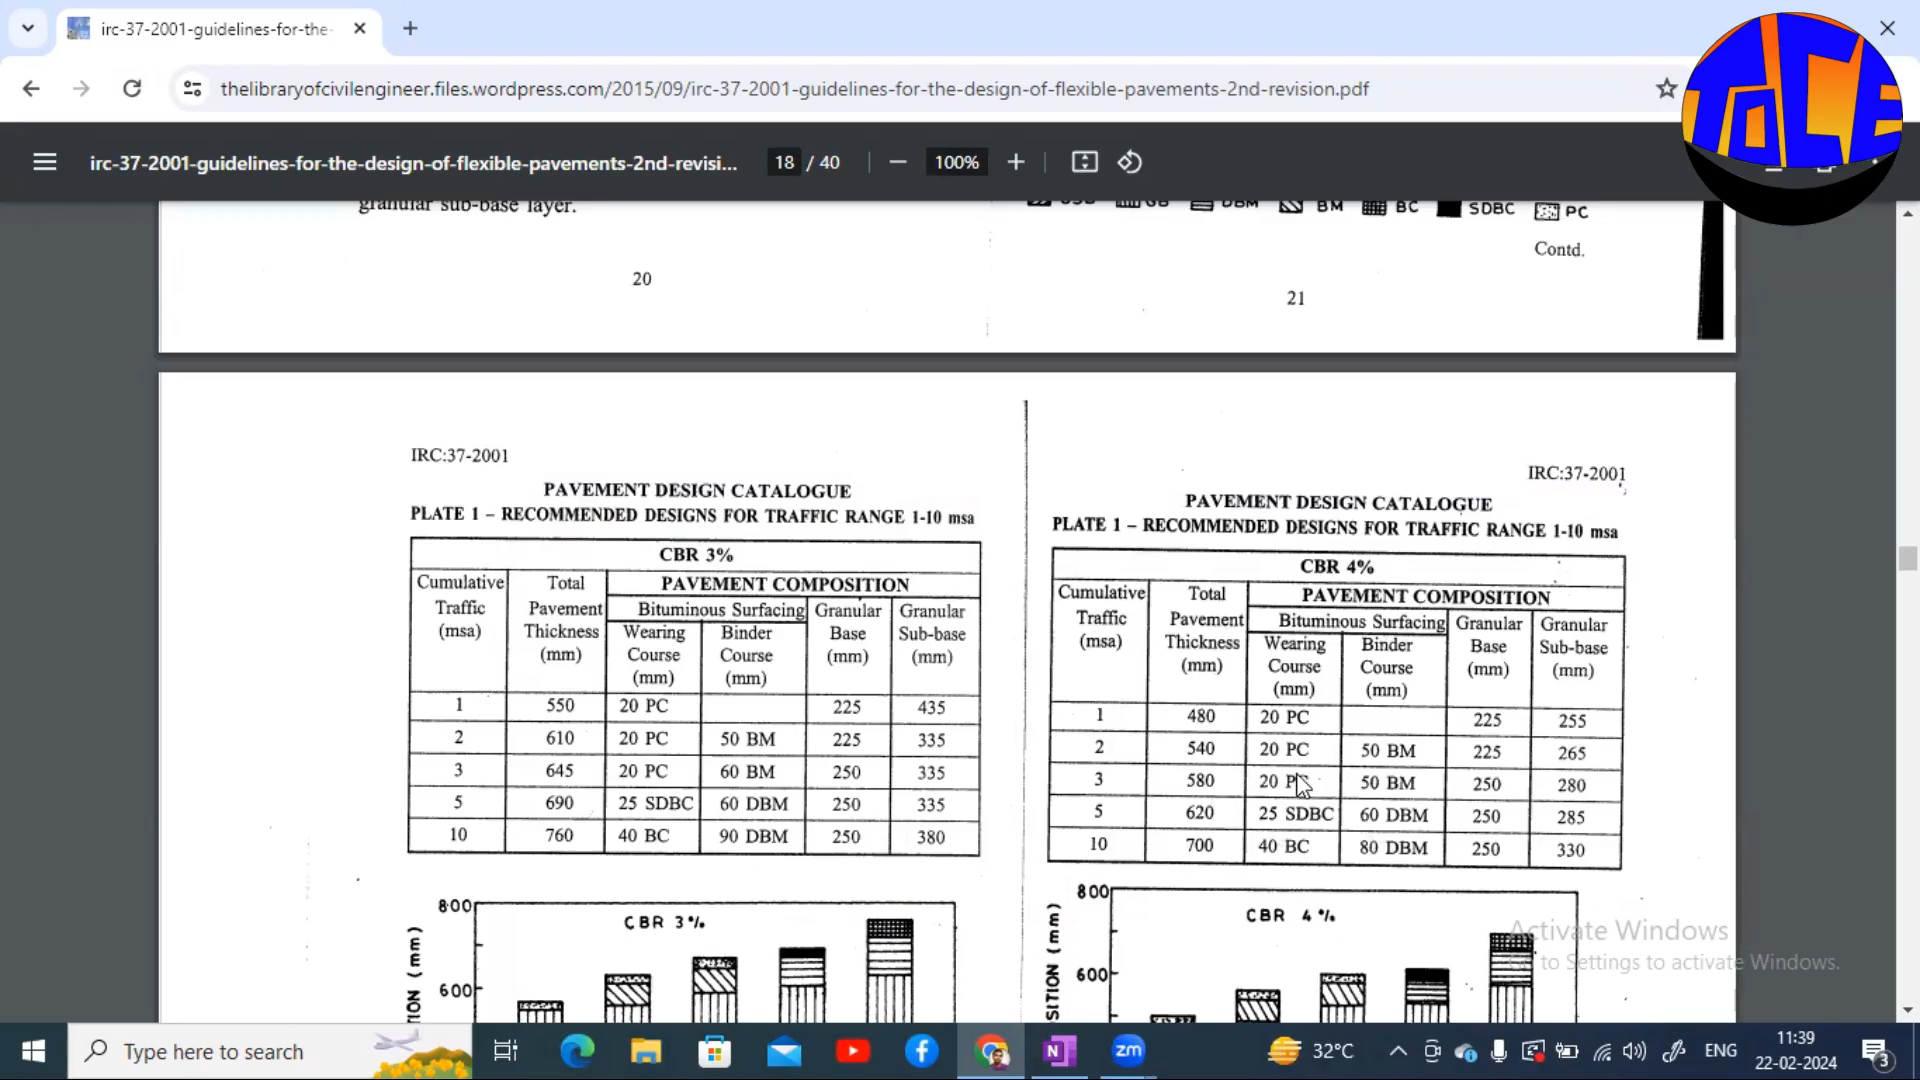 irc-37-2001-guidelines-for-the-
thelibraryofcivilengineer.files.wordpress.com/2015/09/irc-37-2001-guidelines-for-the-design-of-flexible-pavements-2nd-revision.pdf
TOCE
irc-37-2001-guidelines-for-the-design-of-flexible-pavements-2nd-revisi... 18 / 40 100%
granular sub-base layer.
20
DBM BM BC SDBC PC
Contd.
21
IRC:37-2001
PAVEMENT DESIGN CATALOGUE
PLATE 1 – RECOMMENDED DESIGNS FOR TRAFFIC RANGE 1-10 msa
CBR 3%
Cumulative Traffic (msa) Total Pavement Thickness (mm) PAVEMENT COMPOSITION
Bituminous Surfacing Granular Base (mm) Granular Sub-base (mm)
Wearing Course (mm) Binder Course (mm)
1 550 20 PC 225 435
2 610 20 PC 50 BM 225 335
3 645 20 PC 60 BM 250 335
5 690 25 SDBC 60 DBM 250 335
10 760 40 BC 90 DBM 250 380
800
CBR 3%
600
(mm)
IRC:37-2001
PAVEMENT DESIGN CATALOGUE
PLATE 1 – RECOMMENDED DESIGNS FOR TRAFFIC RANGE 1-10 msa
CBR 4%
Cumulative Traffic (msa) Total Pavement Thickness (mm) PAVEMENT COMPOSITION
Bituminous Surfacing Granular Base (mm) Granular Sub-base (mm)
Wearing Course (mm) Binder Course (mm)
1 480 20 PC 225 255
2 540 20 PC 50 BM 225 265
3 580 20 PC 50 BM 250 280
5 620 25 SDBC 60 DBM 250 285
10 700 40 BC 80 DBM 250 330
800
CBR 4%
600
(mm)
Activate Windows
Go to Settings to activate Windows.
Type here to search
N
zm
32°C
ENG
11:39
22-02-2024
3